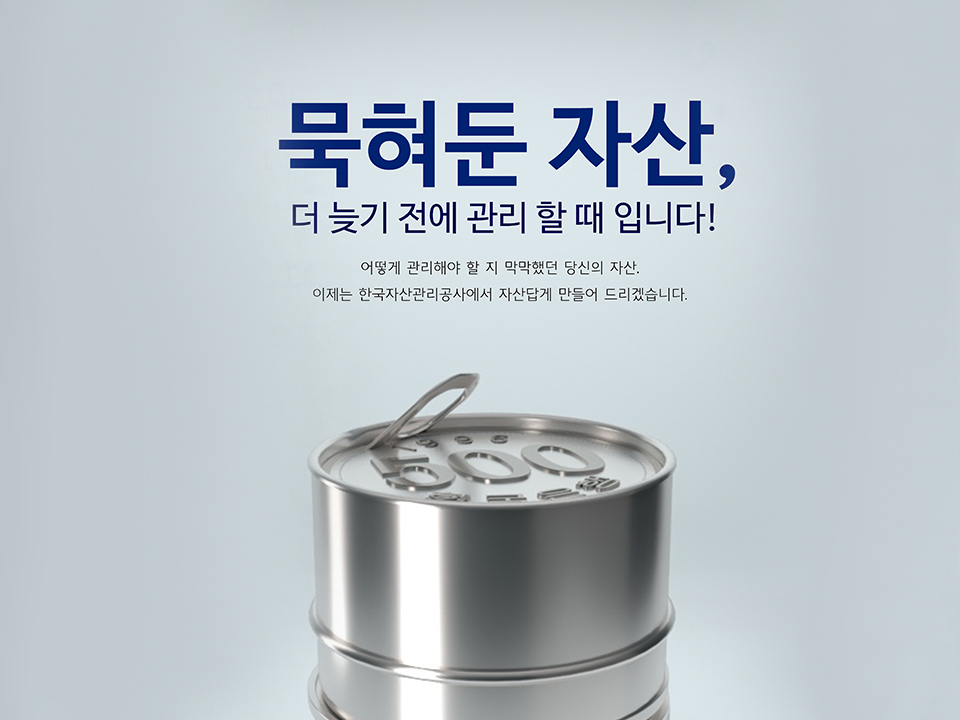 묵혀둔 자산,
더 늦기 전에 관리 할 때 입니다!
어떻게 관리해야 할 지 막막했던 당신의 자산.
이제는 한국자산관리공사에서 자산답게 만들어 드리겠습니다.
500